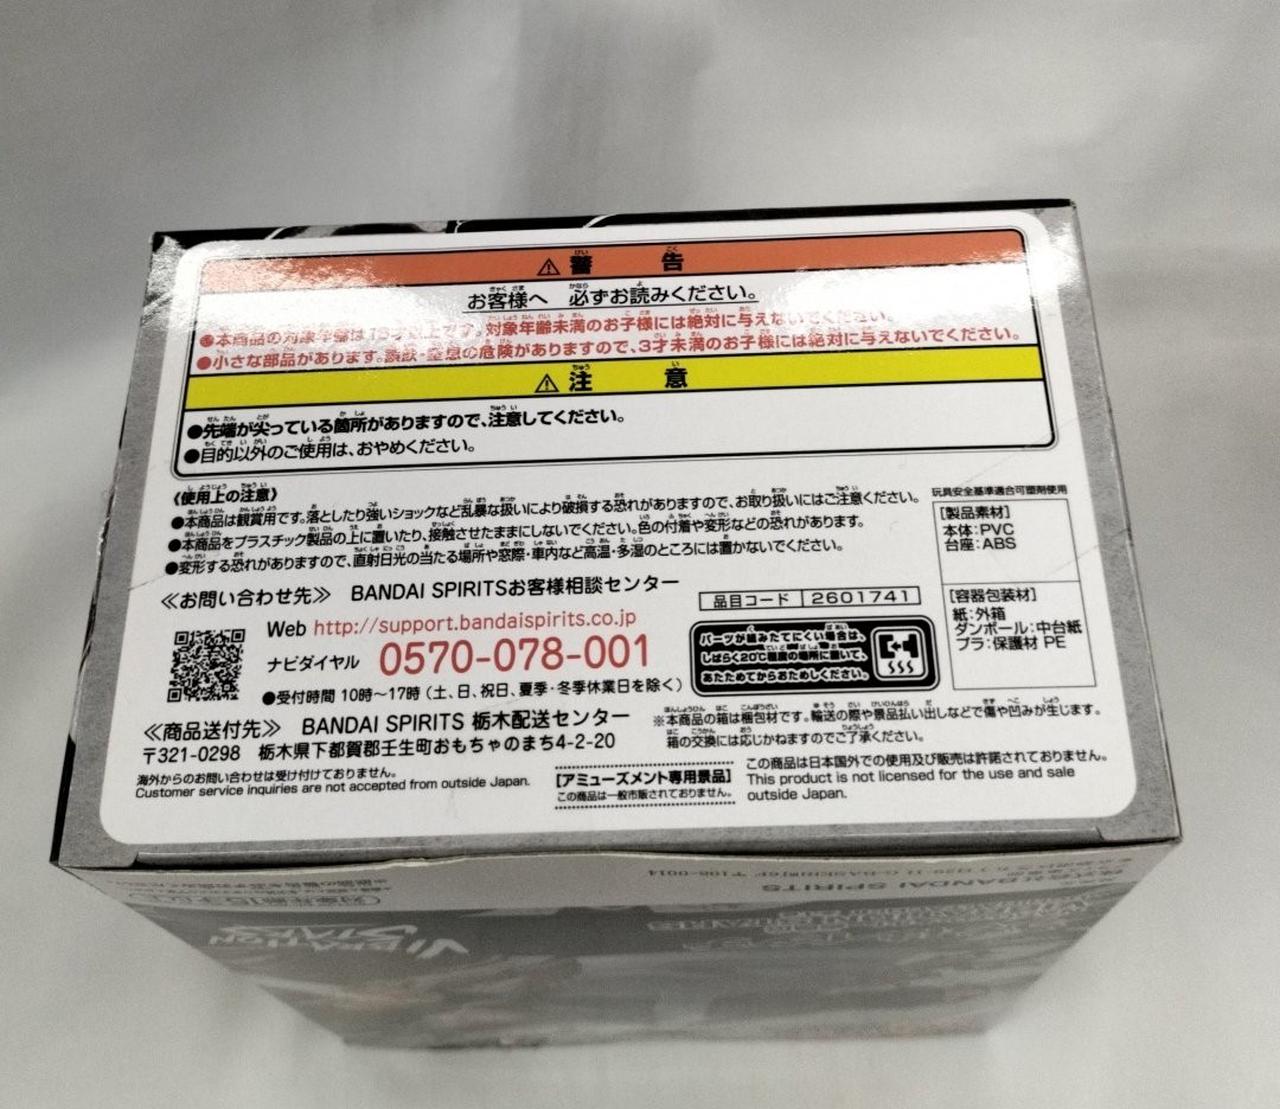 ⚠警告
お客様へ 必ずお読みください。
●本商品の対象年齢は15才以上です。対象年齢未満のお子様には絶対に与えないでください。
●小さな部品があります。誤飲・窒息の危険がありますので、3才未満のお子様には絶対に与えないでください。
⚠注意
●先端が尖っている箇所がありますので、注意してください。
●目的以外のご使用は、おやめください。
《使用上の注意》
●本商品は観賞用です。落としたり強いショックなど乱暴な扱いにより破損する恐れがありますので、お取り扱いにはご注意ください。
●本商品をプラスチック製品の上に置いたり、接触させたままにしないでください。色の付着や変形などの恐れがあります。
●変形する恐れがありますので、直射日光の当たる場所や窓際・車内など高温・多湿のところには置かないでください。
玩具安全基準適合可塑剤使用
[製品素材]
本体:PVC
台座:ABS
[容器包装材]
紙:外箱
ダンボール:中台紙
プラ:保護材 PE
≪お問い合わせ先≫ BANDAI SPIRITSお客様相談センター
Web http://support.bandaispirits.co.jp
ナビダイヤル 0570-078-001
●受付時間 10時〜17時(土、日、祝日、夏季・冬季休業日を除く)
品目コード 2601741
パーツが組みたてにくい場合は、
しばらく20℃程度の場所に置いて、
あたためてからおためしください。
≪商品送付先≫ BANDAI SPIRITS 栃木配送センター
〒321-0298 栃木県下都賀郡壬生町おもちゃのまち4-2-20
※本商品の箱は梱包材です。輸送の際や景品払い出しなどで傷や凹みが生じます。
箱の交換には応じかねますのでご了承ください。
海外からのお問い合わせは受け付けておりません。
Customer service inquiries are not accepted from outside Japan.
[アミューズメント専用景品]
この商品は一般市販されておりません。
この商品は日本国外での使用及び販売は許諾されておりません。
This product is not licensed for the use and sale
outside Japan.
株式会社BANDAI SPIRITS
対象年齢15才以上
VIBRATION
STARS